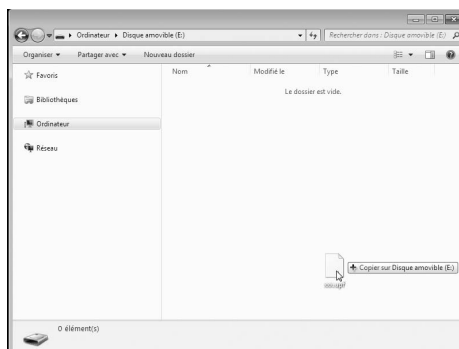 Ordinateur ▸ Disque amovible (E:)
Rechercher dans : Disque amovible (E:)
Organiser ▾ Partager avec ▾ Nouveau dossier
Nom Modifié le Type Taille
Le dossier est vide.
Favoris
Bibliothèques
Ordinateur
Réseau
Copier sur Disque amovible (E:)
0 élément(s)